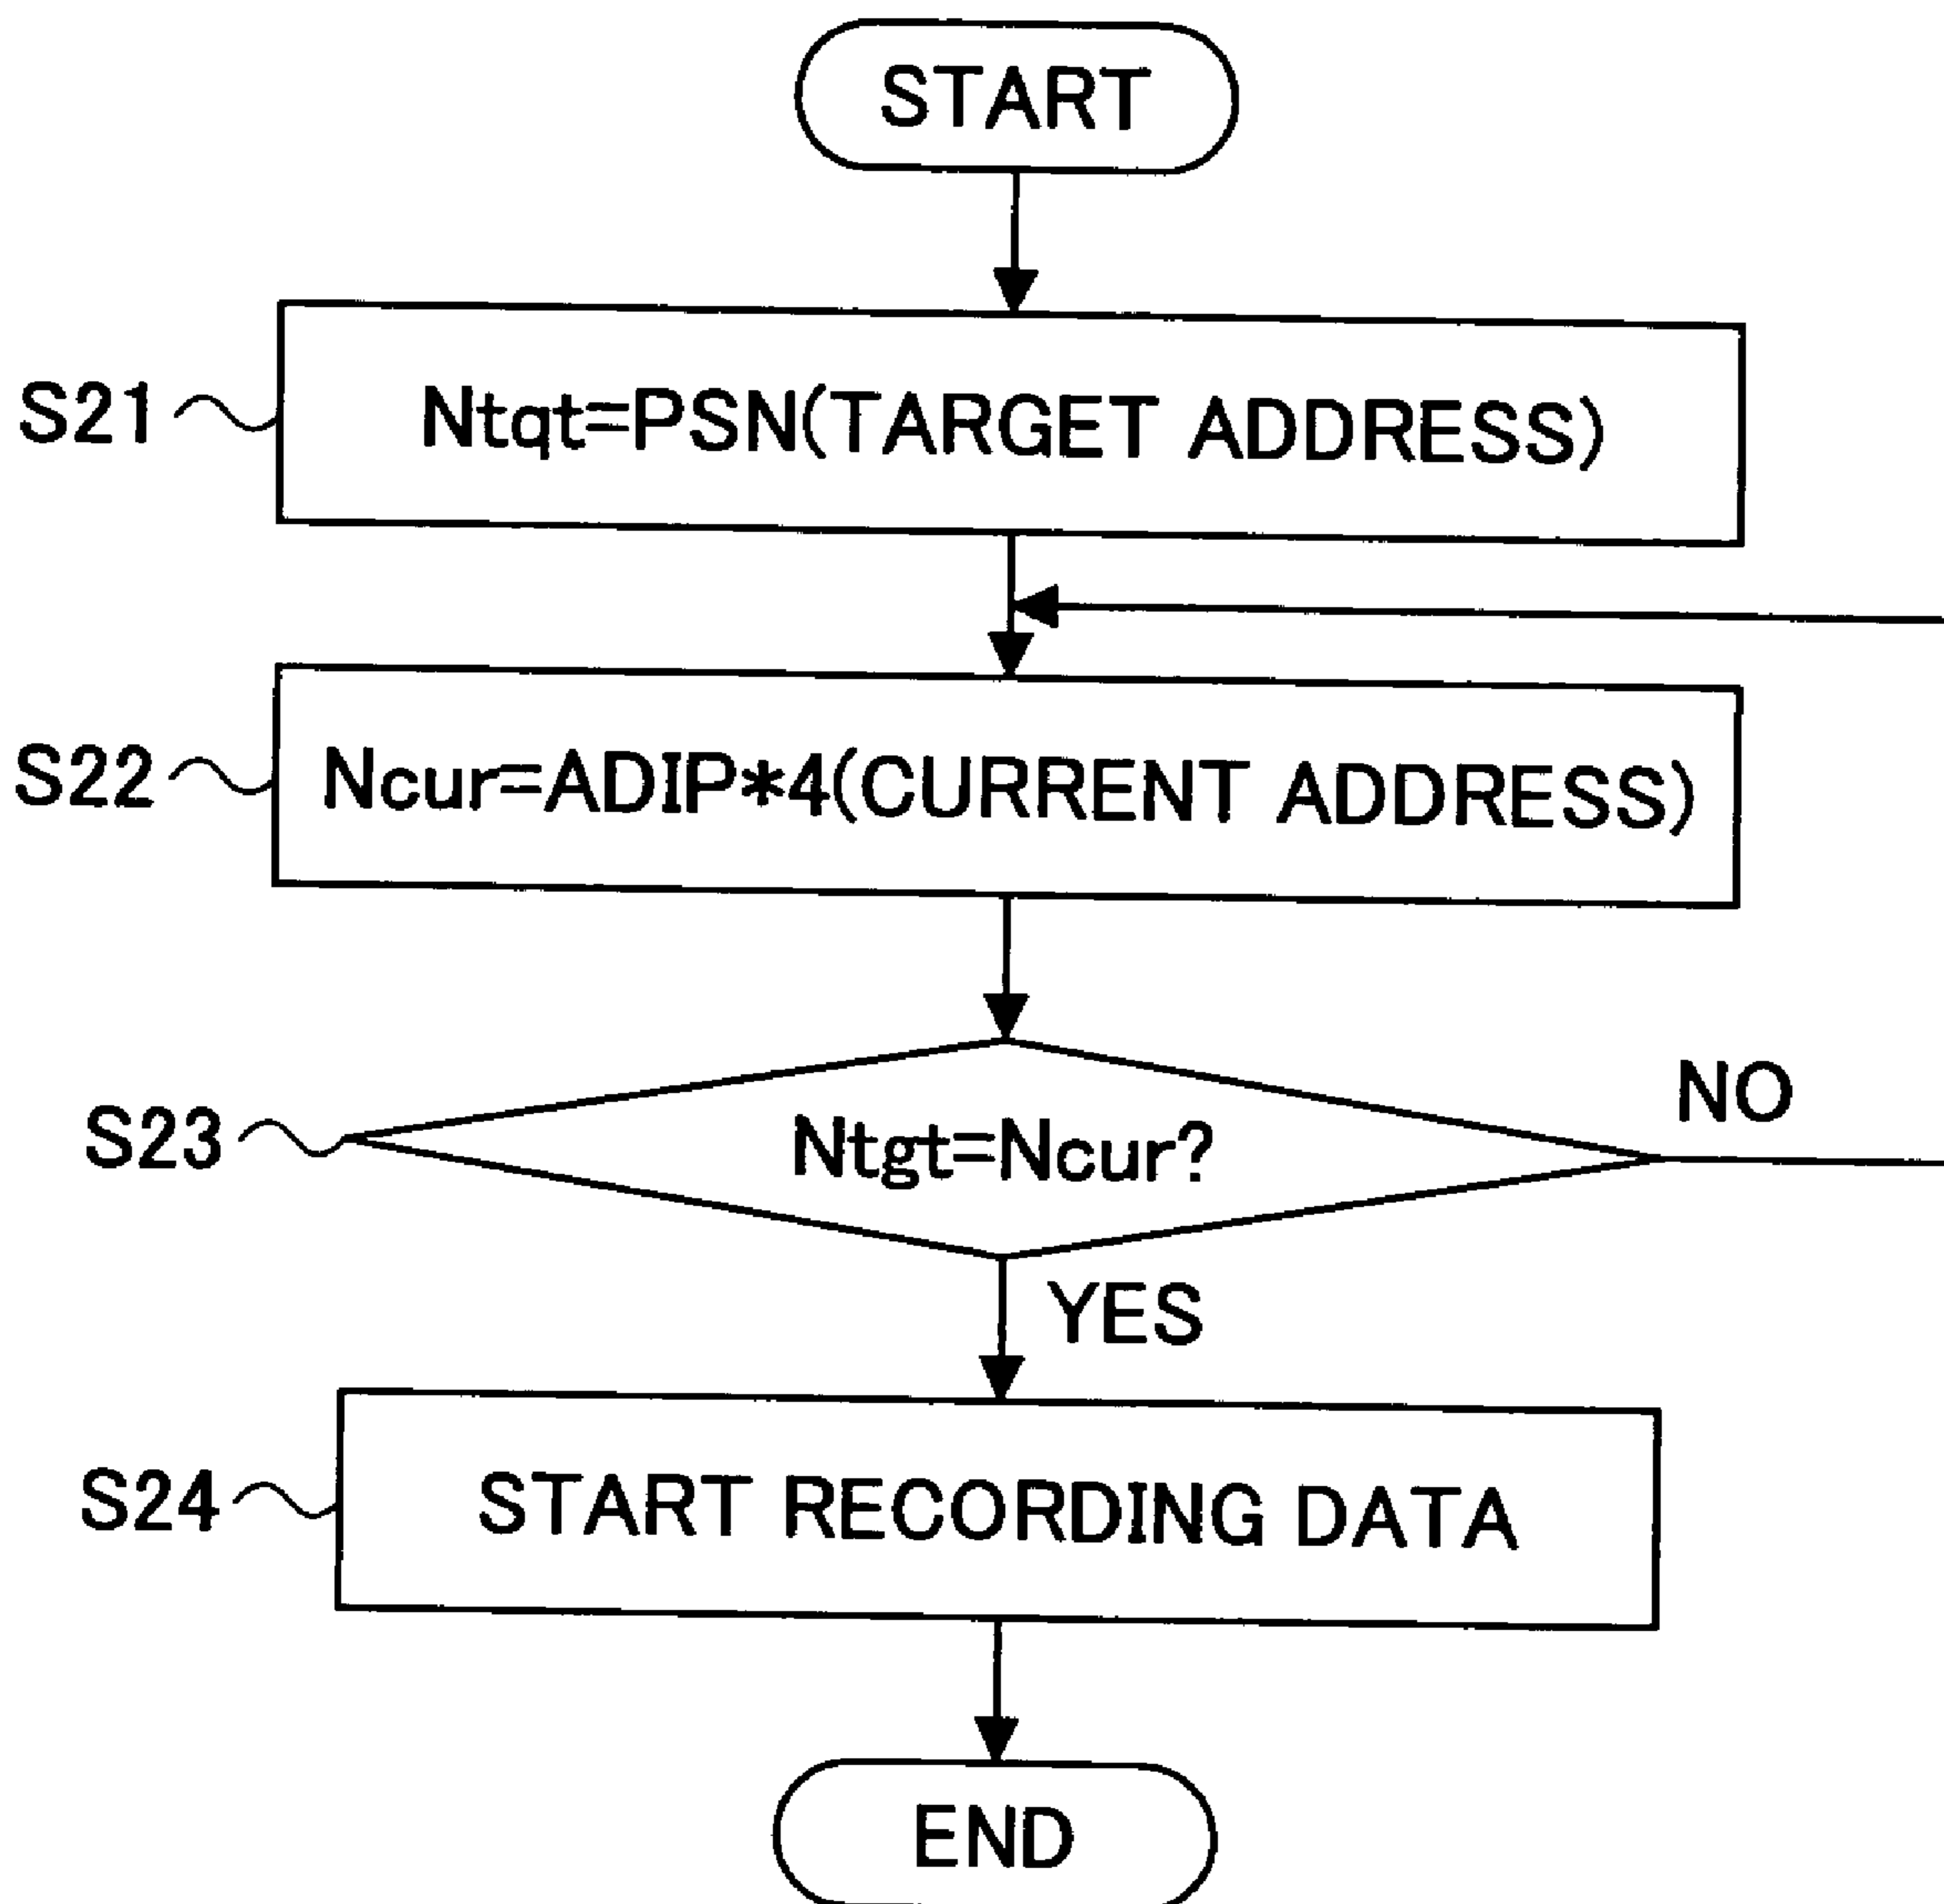 START
S21
Ntqt=PSN(TARGET ADDRESS)
S22
Ncur=ADIP*4(CURRENT ADDRESS)
S23
Ntgt=Ncur?
NO
YES
S24
START RECORDING DATA
END